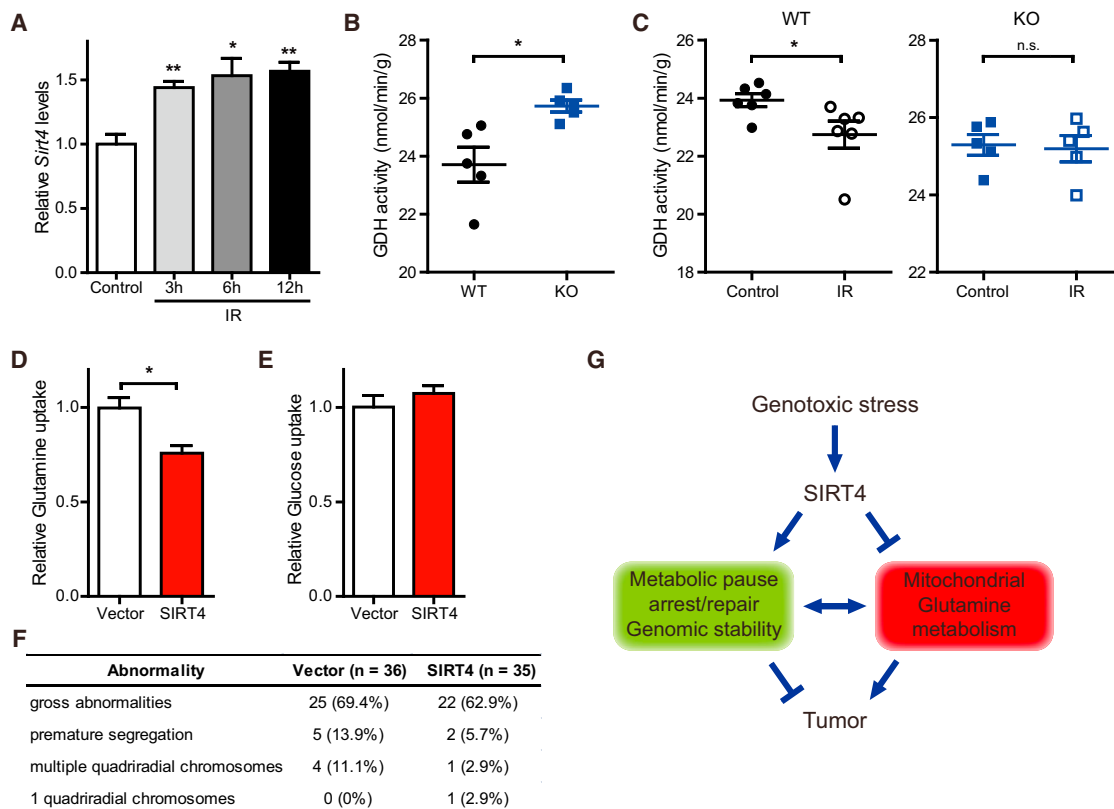 A
Relative Sirt4 levels
1.5
1.0
0.5
0.0
**
*
**
Control
3h
6h
12h
IR
B
GDH activity (nmol/min/g)
28
26
24
22
20
*
WT
KO
C
WT
GDH activity (nmol/min/g)
26
24
22
20
18
*
Control
IR
KO
28
26
24
22
n.s.
Control
IR
D
Relative Glutamine uptake
1.0
0.5
0.0
*
Vector
SIRT4
E
Relative Glucose uptake
1.0
0.5
0.0
Vector
SIRT4
F
Abnormality Vector (n = 36) SIRT4 (n = 35)
gross abnormalities 25 (69.4%) 22 (62.9%)
premature segregation 5 (13.9%) 2 (5.7%)
multiple quadriradial chromosomes 4 (11.1%) 1 (2.9%)
1 quadriradial chromosomes 0 (0%) 1 (2.9%)
G
Genotoxic stress
SIRT4
Metabolic pause
arrest/repair
Genomic stability
Mitochondrial
Glutamine
metabolism
Tumor